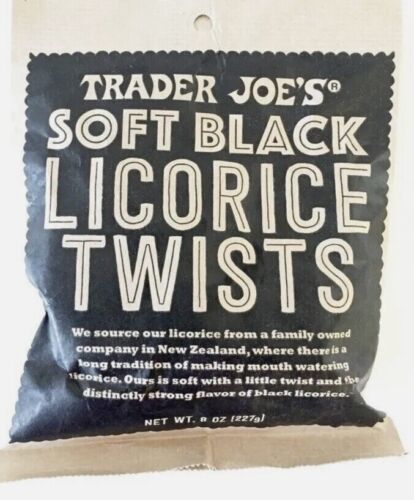 TRADER JOE'S®
SOFT BLACK
LICORICE
TWISTS
We source our licorice from a family owned
company in New Zealand, where there is a
long tradition of making mouth watering
licorice. Ours is soft with a little twist and the
distinctly strong flavor of black licorice.
NET WT. 8 OZ (227g)